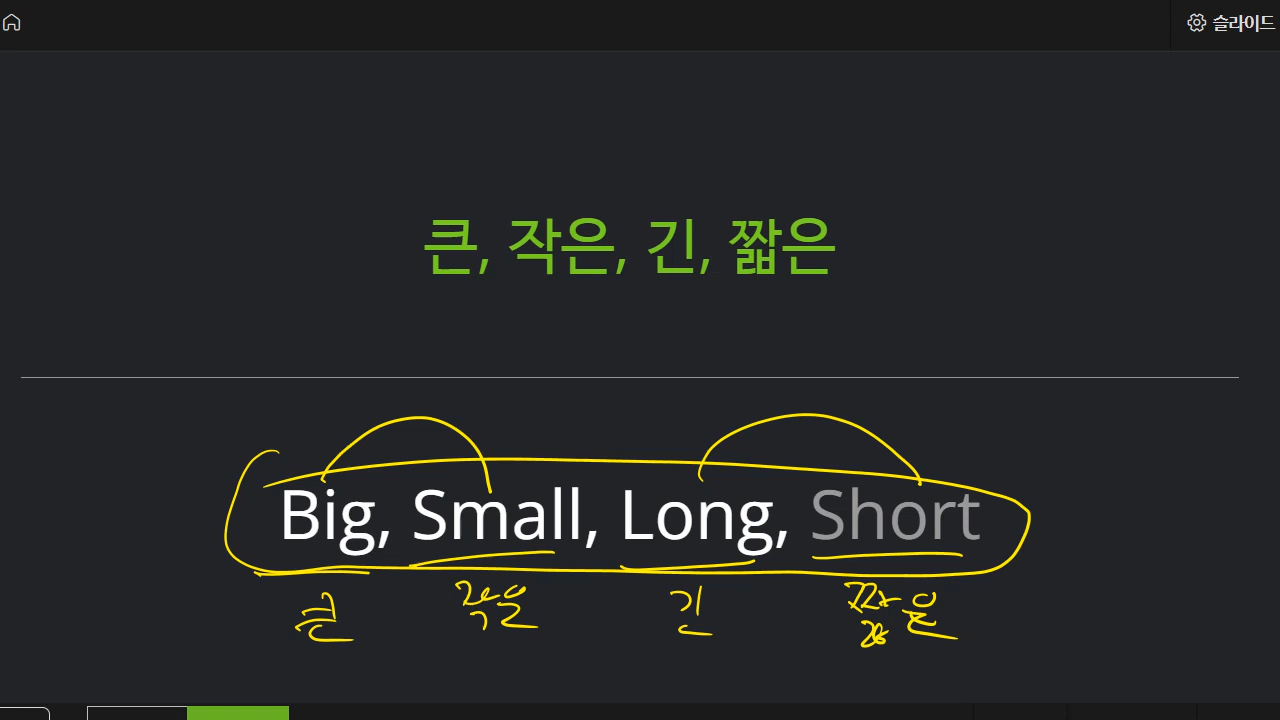 슬라이드
큰, 작은, 긴, 짧은
Big, Small, Long, Short
큰 작은 긴 짧은